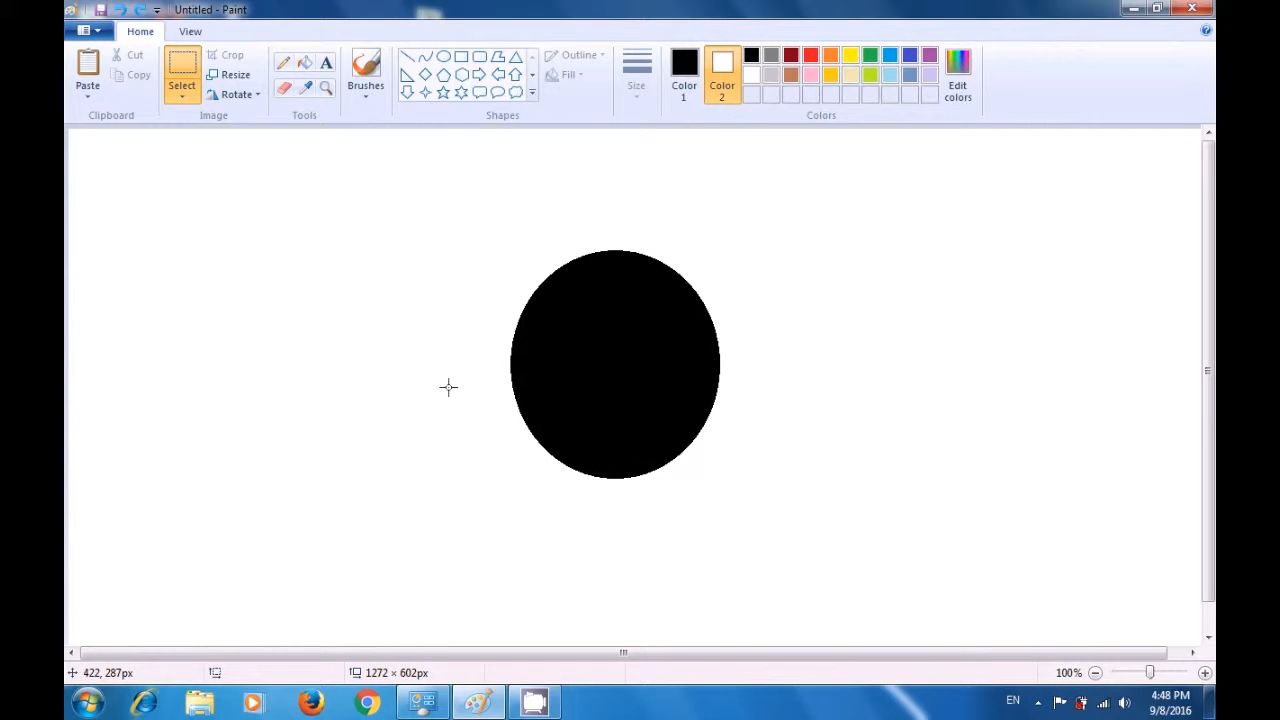 Untitled - Paint
Home View
Paste
Cut
Copy
Clipboard
Select
Crop
Resize
Rotate
Image
A
Tools
Brushes
Shapes
Outline
Fill
Size
Color 1
Color 2
Edit colors
Colors
422, 287px
1272 × 602px
100%
EN
4:48 PM
9/8/2016